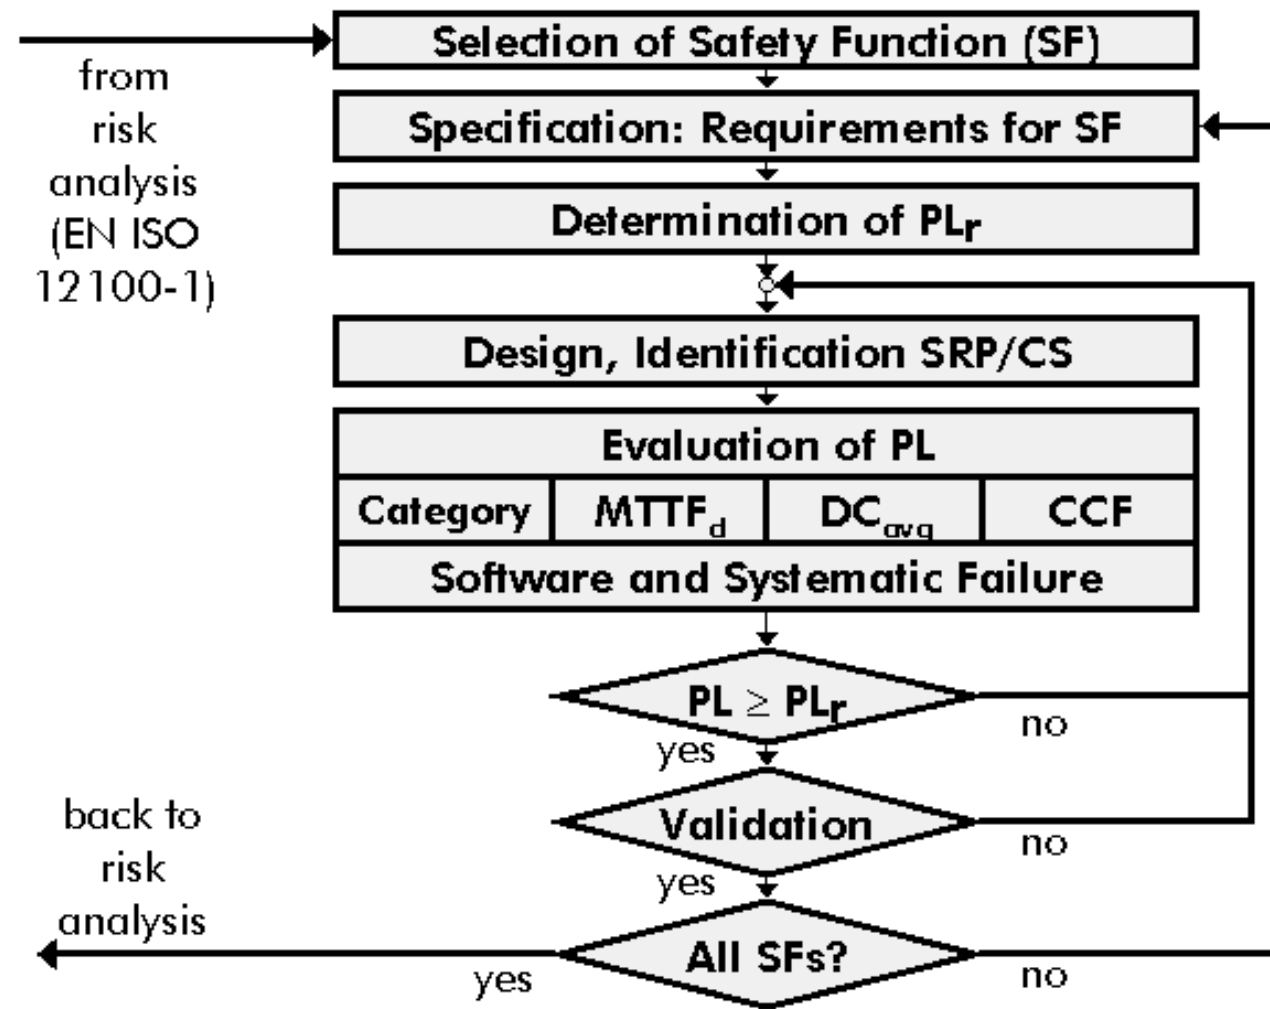 Selection of Safety Function (SF)
from
risk
analysis
(EN ISO
12100-1)
Specification: Requirements for SF
Determination of PLr
Design, Identification SRP/CS
Evaluation of PL
Category
MTTFd
DCavg
CCF
Software and Systematic Failure
PL ≥ PLr
no
yes
Validation
no
yes
back to
risk
analysis
All SFs?
yes
no